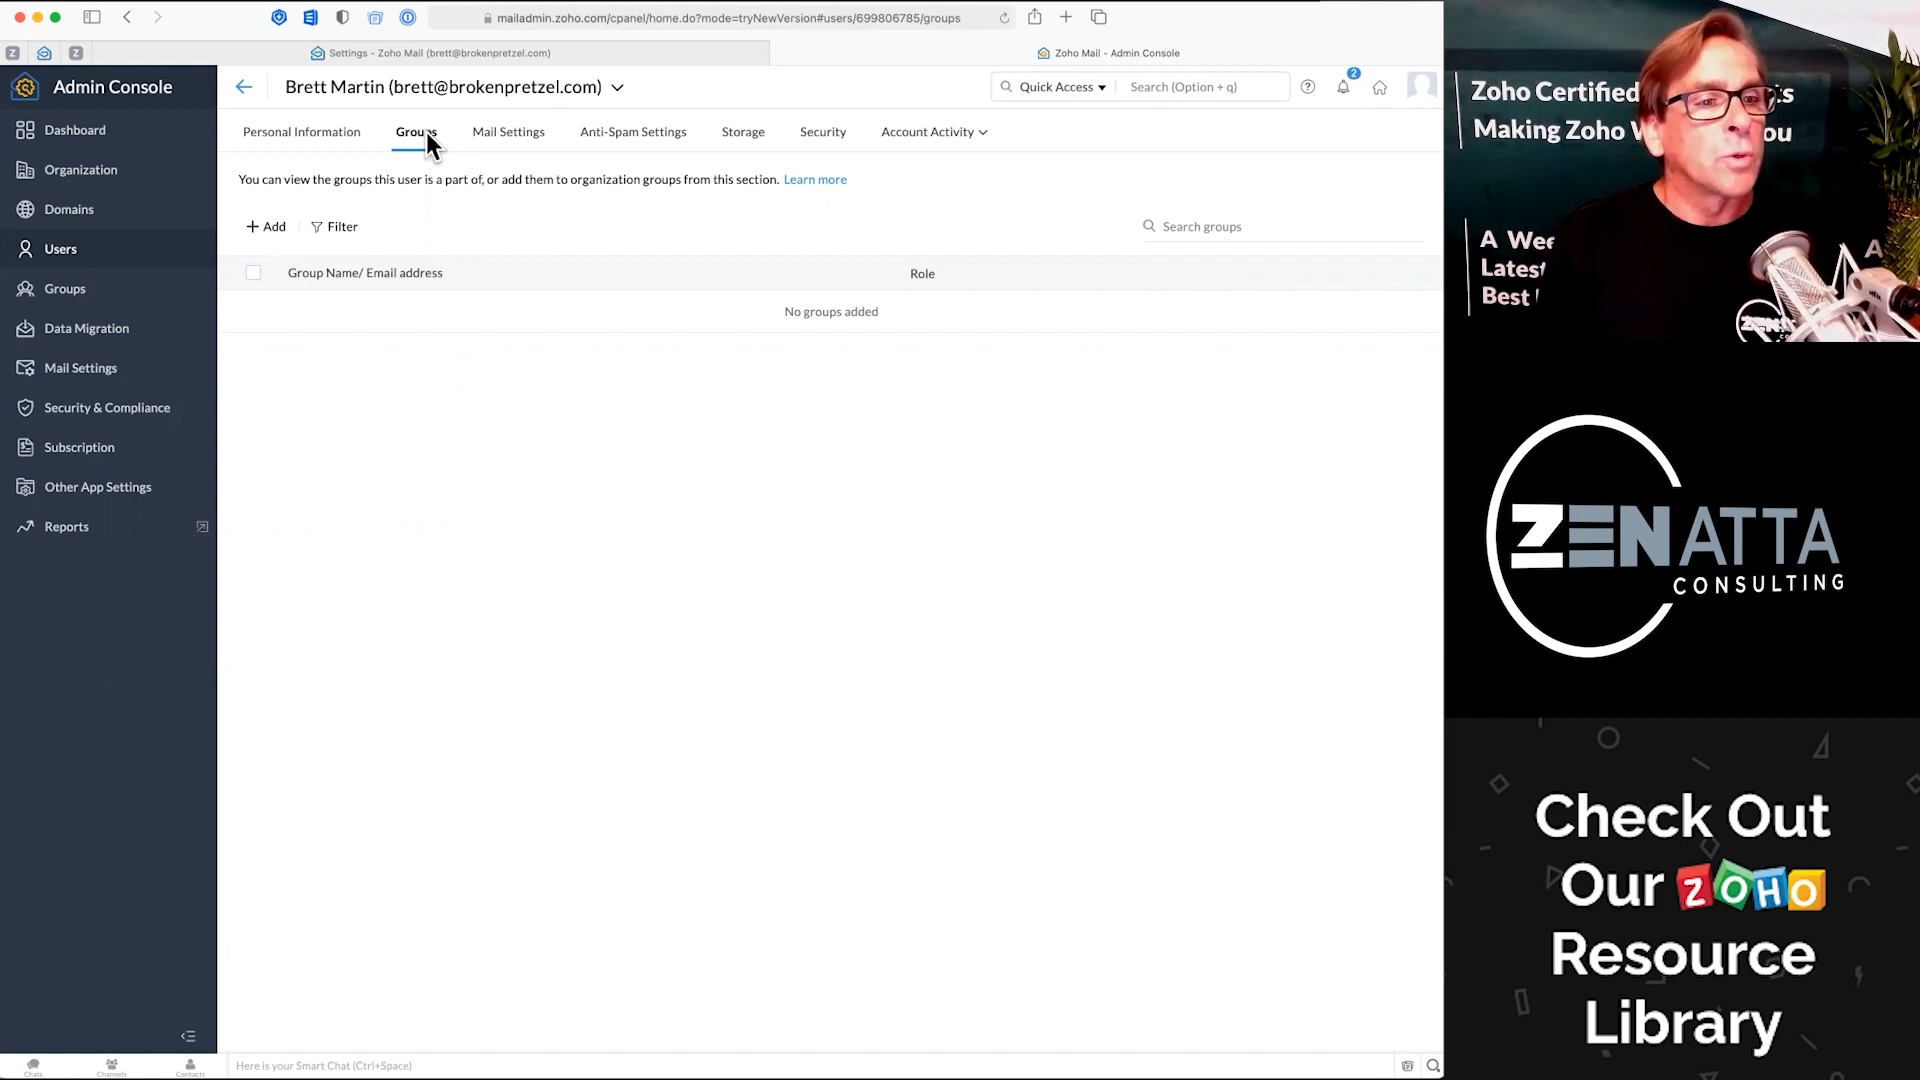 mailadmin.zoho.com/cpanel/home.do?mode=tryNewVersion#users/699806785/groups
Z
Z
Settings - Zoho Mail (brett@brokenpretzel.com)
Zoho Mail - Admin Console
Admin Console
Dashboard
Organization
Domains
Users
Groups
Data Migration
Mail Settings
Security & Compliance
Subscription
Other App Settings
Reports
Brett Martin (brett@brokenpretzel.com)
Quick Access
Search (Option + q)
2
Personal Information
Groups
Mail Settings
Anti-Spam Settings
Storage
Security
Account Activity
You can view the groups this user is a part of, or add them to organization groups from this section. Learn more
+ Add
Filter
Search groups
Group Name/ Email address
Role
No groups added
Chats
Channels
Contacts
Here is your Smart Chat (Ctrl+Space)
Zoho Certified
Making Zoho
Latest
Best
A
ZENATTA
CONSULTING
Check Out
Our ZOHO
Resource
Library